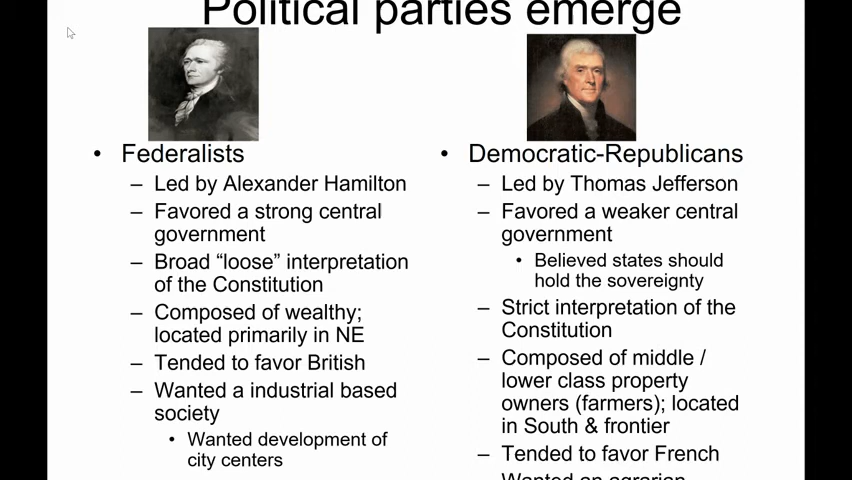 Political parties emerge
• Federalists
– Led by Alexander Hamilton
– Favored a strong central
government
– Broad “loose” interpretation
of the Constitution
– Composed of wealthy;
located primarily in NE
– Tended to favor British
– Wanted a industrial based
society
• Wanted development of
city centers
• Democratic-Republicans
– Led by Thomas Jefferson
– Favored a weaker central
government
• Believed states should
hold the sovereignty
– Strict interpretation of the
Constitution
– Composed of middle /
lower class property
owners (farmers); located
in South & frontier
– Tended to favor French
Wanted an agrarian